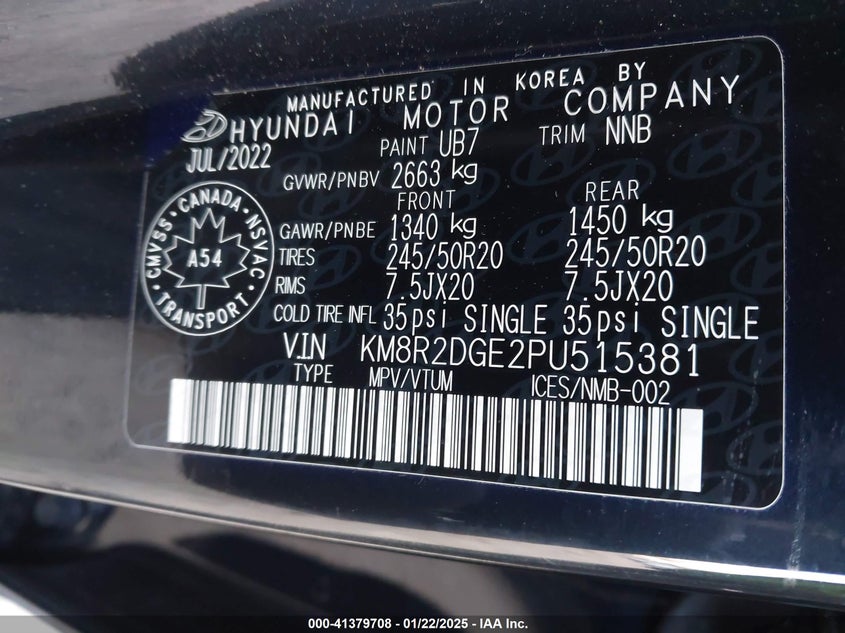 MANUFACTURED IN KOREA BY
HYUNDAI MOTOR COMPANY
JUL/2022 PAINT UB7 TRIM NNB
GVWR/PNBV 2663 kg
FRONT REAR
GAWR/PNBE 1340 kg 1450 kg
TIRES 245/50R20 245/50R20
RIMS 7.5JX20 7.5JX20
COLD TIRE INFL 35psi SINGLE 35psi SINGLE
V.IN KM8R2DGE2PU515381
TYPE MPV/VTUM ICES/NMB-002
CMVSS · CANADA · NSVAC · TRANSPORT ·
A54
000-41379708 - 01/22/2025 - IAA Inc.